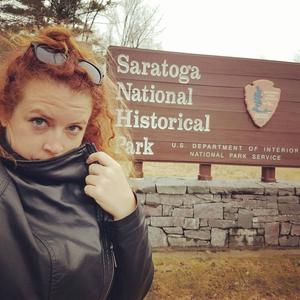 Saratoga
National
Historical
Park
U.S. DEPARTMENT OF INTERIOR
NATIONAL PARK SERVICE